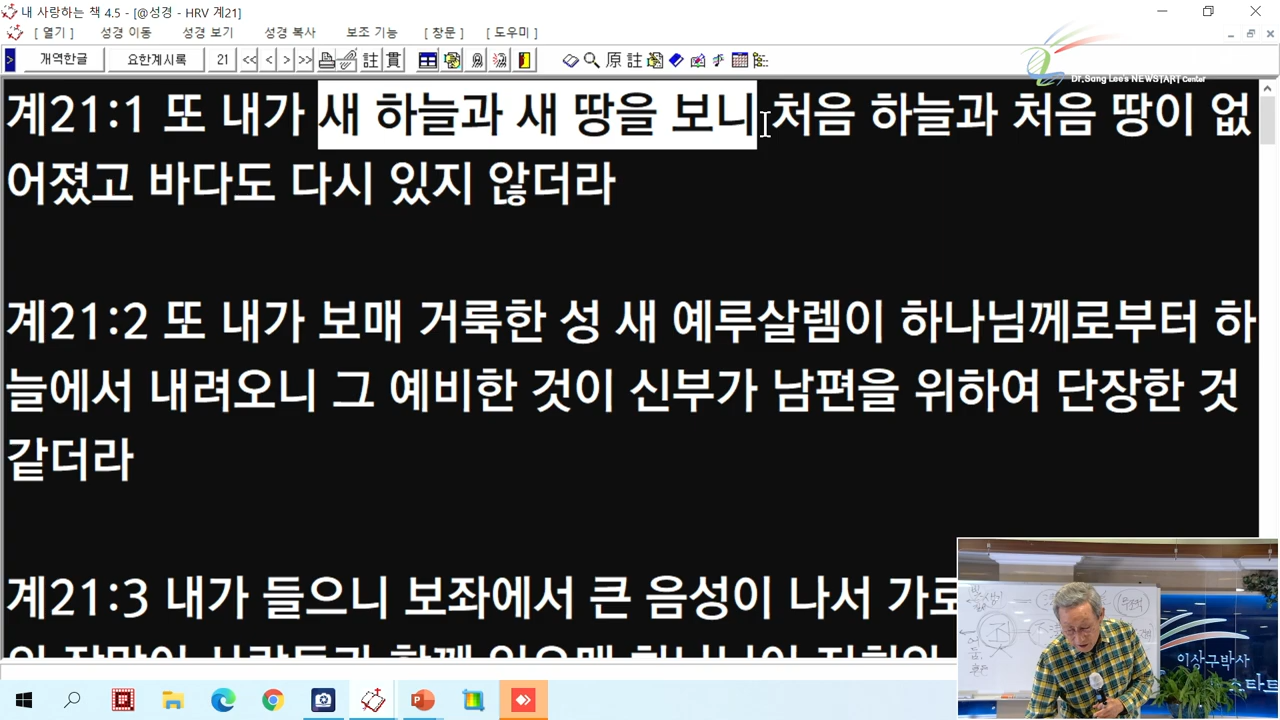 내 사랑하는 책 4.5 - [@성경 - HRV 계21]
[ 열기 ] 성경 이동 성경 보기 성경 복사 보조 기능 [ 창문 ] [ 도우미 ]
개역한글 요한계시록 21 << < > >> 註 貫 原 註
Dr.Sang Lee's NEWSTART Center
계21:1 또 내가 새 하늘과 새 땅을 보니 처음 하늘과 처음 땅이 없
어졌고 바다도 다시 있지 않더라
계21:2 또 내가 보매 거룩한 성 새 예루살렘이 하나님께로부터 하
늘에서 내려오니 그 예비한 것이 신부가 남편을 위하여 단장한 것
같더라
계21:3 내가 들으니 보좌에서 큰 음성이 나서 가로
이상구박사
스타트